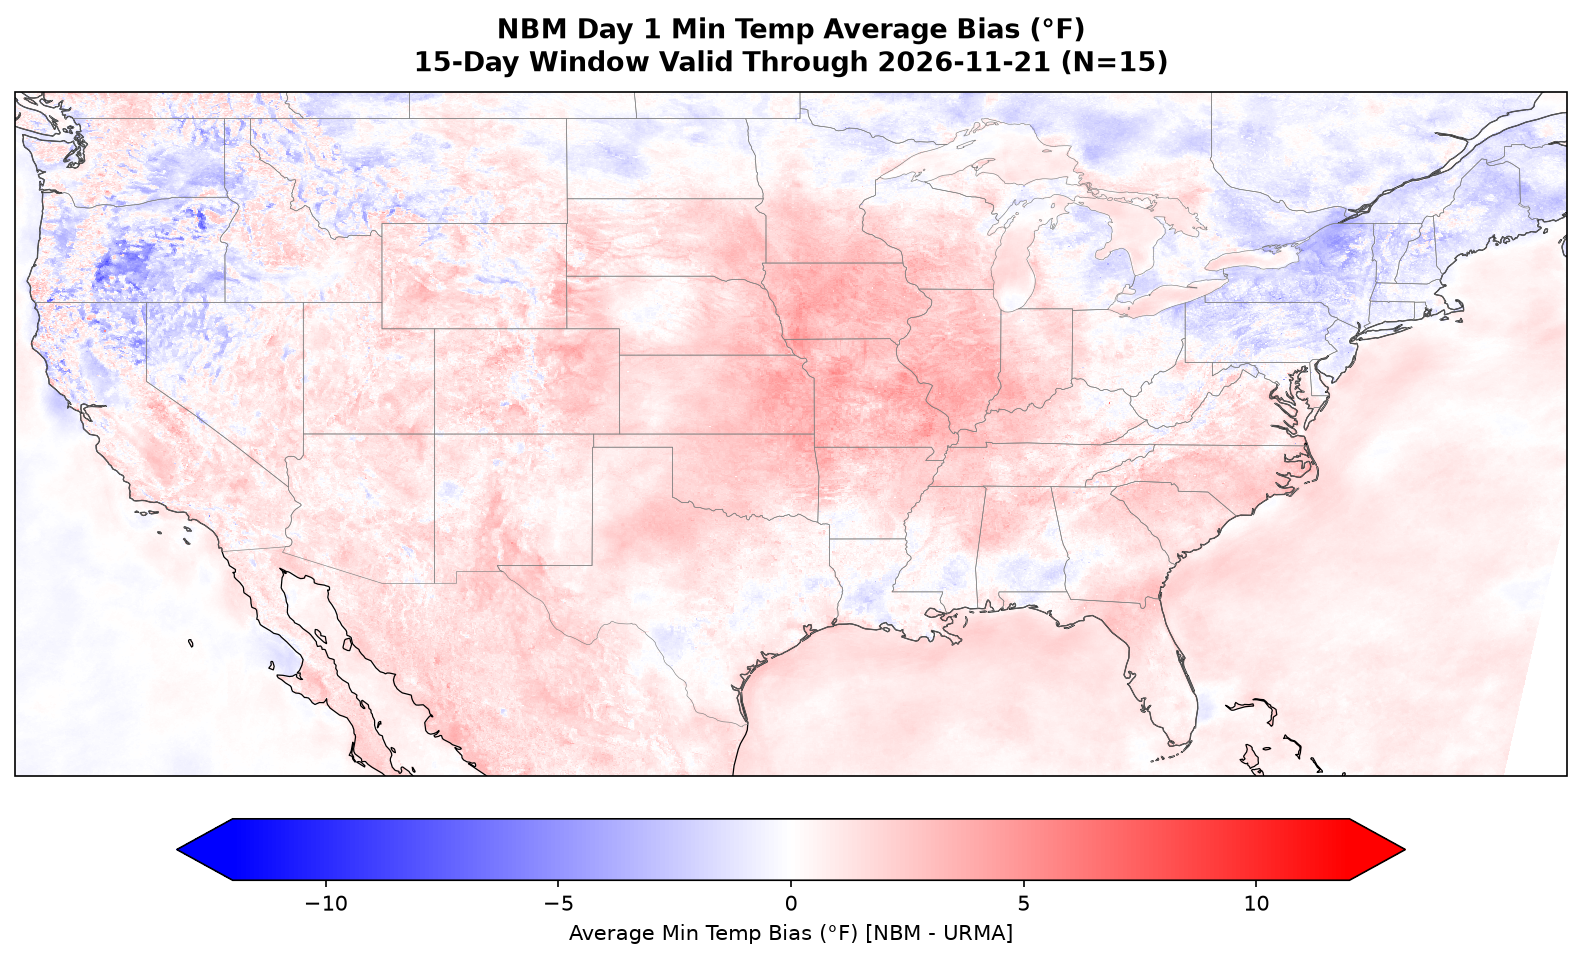 NBM Day 1 Min Temp Average Bias (°F)
15-Day Window Valid Through 2026-11-21 (N=15)
−10 −5 0 5 10
Average Min Temp Bias (°F) [NBM - URMA]